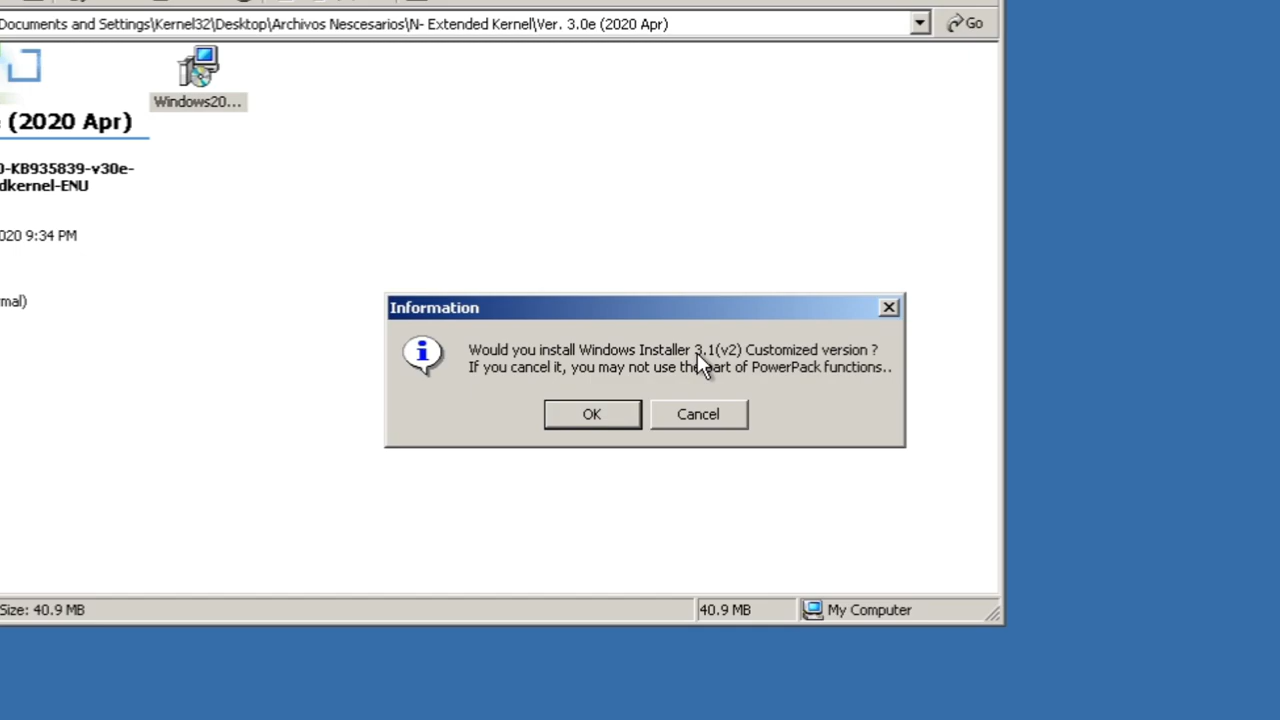 Documents and Settings\Kernel32\Desktop\Archivos Nescesarios\N- Extended Kernel\Ver. 3.0e (2020 Apr)
Go
Windows20...
(2020 Apr)
0-KB935839-v30e-
dkernel-ENU
020 9:34 PM
mal)
Information
Would you install Windows Installer 3.1(v2) Customized version ?
If you cancel it, you may not use the part of PowerPack functions..
OK
Cancel
Size: 40.9 MB
40.9 MB
My Computer